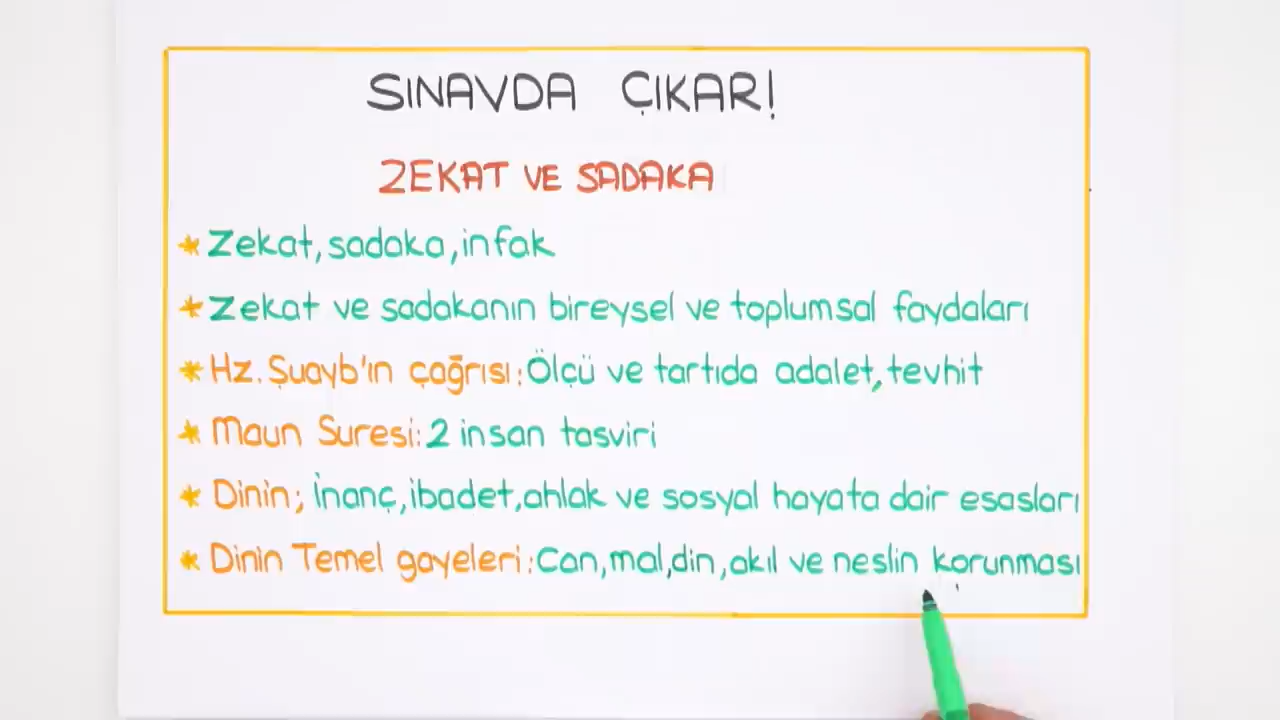 SINAVDA ÇIKAR!
ZEKAT VE SADAKA
* Zekat, sadaka, infak
* Zekat ve sadakanın bireysel ve toplumsal faydaları
* Hz. Şuayb'ın çağrısı: Ölçü ve tartıda adalet, tevhit
* Maun Suresi: 2 insan tasviri
* Dinin; İnanç, ibadet, ahlak ve sosyal hayata dair esasları
* Dinin Temel gayeleri: Can, mal, din, akıl ve neslin korunması